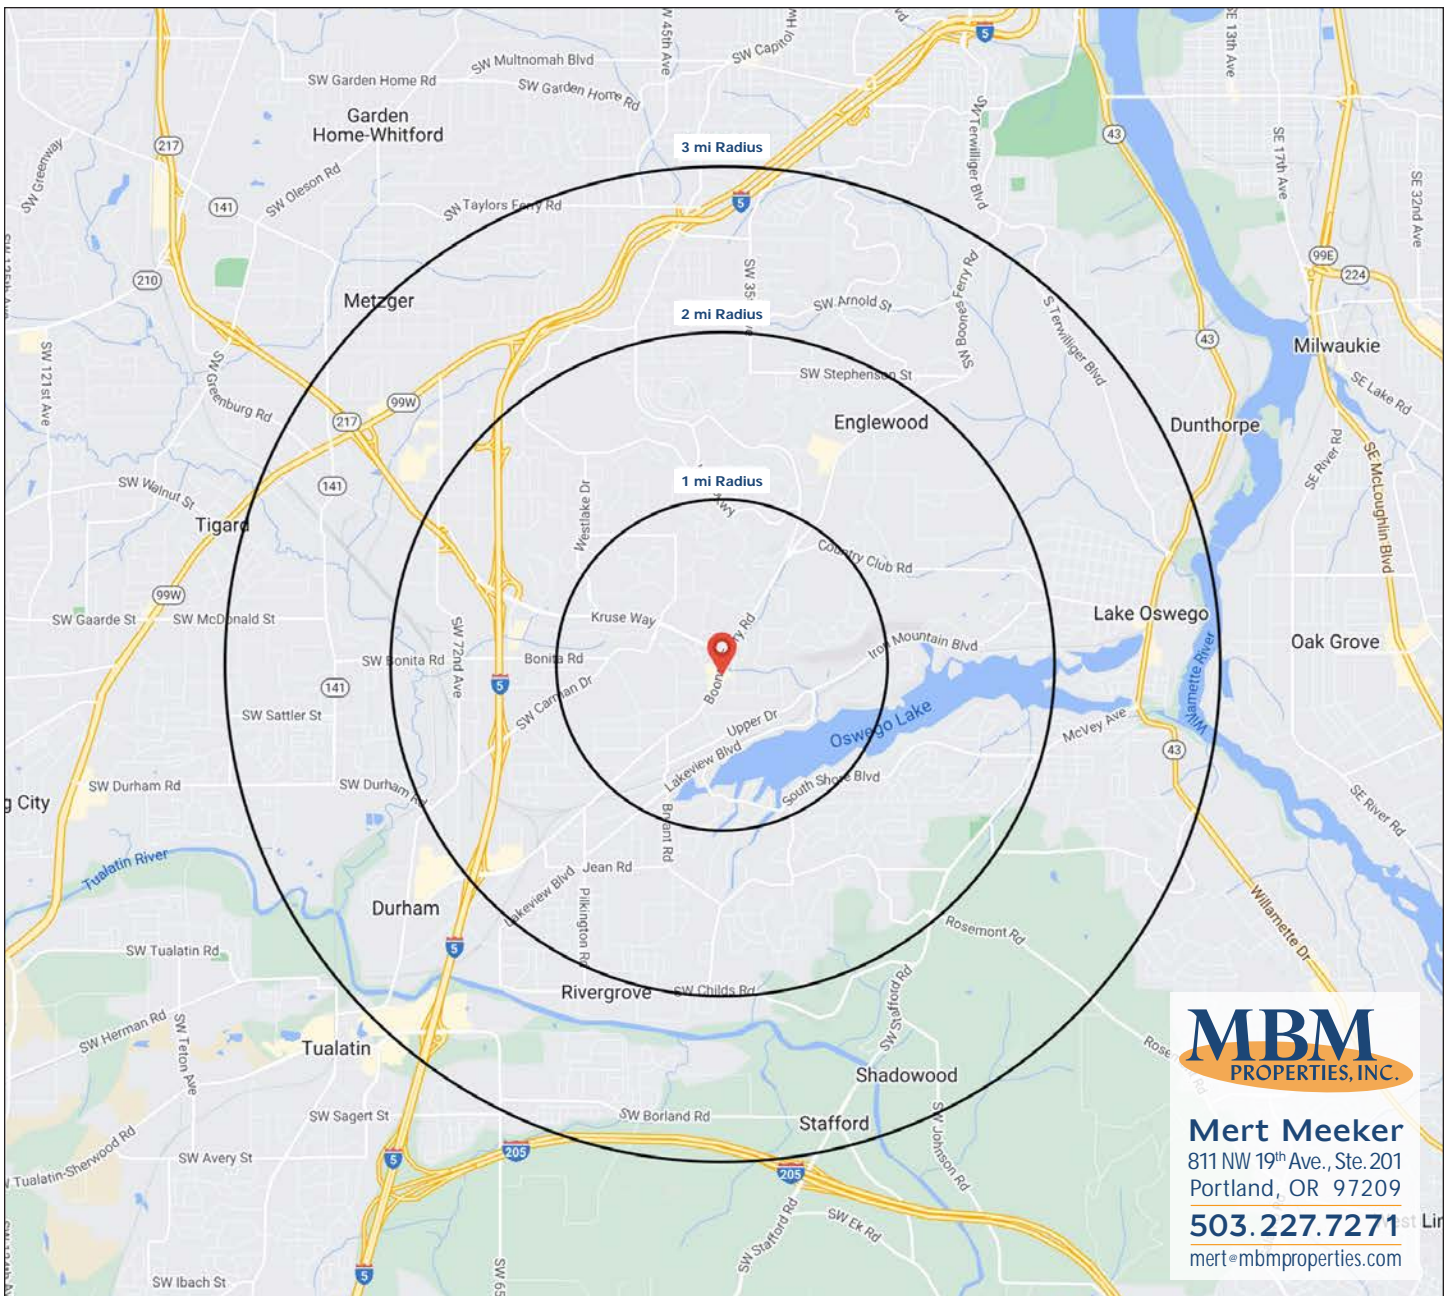 SW 45th Ave
SW Capitol Hw
SE 13th Ave
SW Multnomah Blvd
SW Garden Home Rd
SW Garden Home Rd
5
Garden
Home-Whitford
217
43
SW Greenway
SW Terwilliger Blvd
SE 17th Ave
SE 32nd Ave
3 mi Radius
SW Oleson Rd
141
SW Taylors Ferry Rd
5
99E
224
210
Metzger
SW 35
SW Arnold St
SW Boones Ferry Rd
S Terwilliger Blvd
2 mi Radius
43
Milwaukie
SW 121st Ave
SW Greenburg Rd
SW Stephenson St
SE Lake Rd
99W
217
Englewood
Dunthorpe
SE River Rd
SE McLoughlin Blvd
SW Walnut St
141
1 mi Radius
Westlake Dr
Tigard
Country Club Rd
99W
SW Gaarde St
SW McDonald St
Kruse Way
Lake Oswego
SW 72nd Ave
Iron Mountain Blvd
Oak Grove
SW Bonita Rd
Bonita Rd
141
5
SW Carman Dr
Boon
ry Rd
Willamette River
SW Sattler St
Upper Dr
Oswego Lake
McVey Ave
43
Lakeview Blvd
SW Durham Rd
SW Durham Rd
South Shore Blvd
g City
SE River Rd
Bryant Rd
Tualatin River
Jean Rd
Lakeview Blvd
Pilkington Rd
Durham
Willamette Dr
Rosemont Rd
5
SW Tualatin Rd
Rivergrove
SW Childs Rd
SW Stafford Rd
SW Herman Rd
SW Teton Ave
Tualatin
Shadowood
SW Sagert St
SW Borland Rd
Stafford
SW Johnson Rd
SW Tualatin-Sherwood Rd
SW Avery St
5
205
205
SW Stafford Rd
SW Ek Rd
SW Ibach St
5
SW 65
MBM
PROPERTIES, INC.
Mert Meeker
811 NW 19th Ave., Ste. 201
Portland, OR 97209
503.227.7271
mert@mbmproperties.com